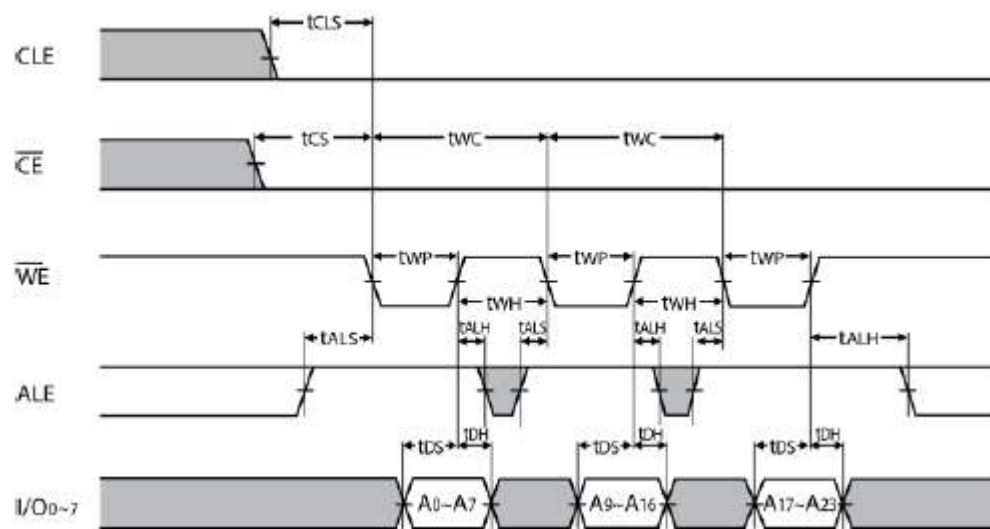 tCLS
CLE
tCS tWC tWC
CE
tWP tWP tWP
WE
tWH tWH
tALH tALS tALH tALS
tALS tALH
ALE
tDS tDH tDS tDH tDS tDH
I/O0~7 A0~A7 A9~A16 A17~A23